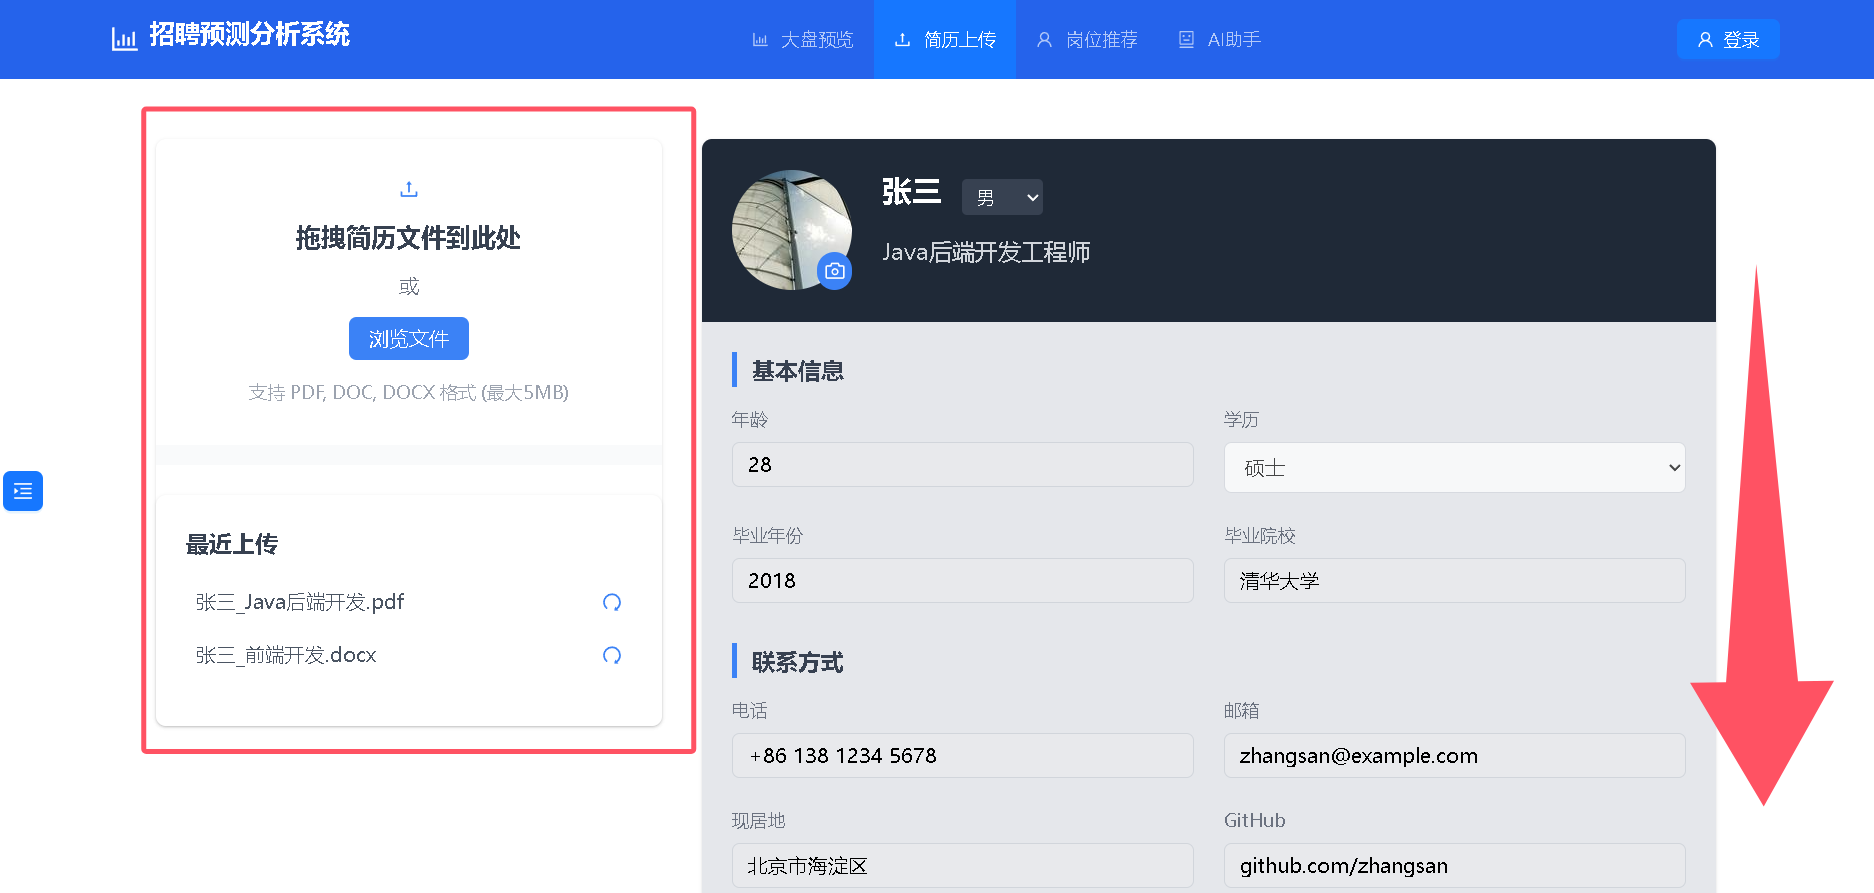 招聘预测分析系统
大盘预览
简历上传
岗位推荐
AI助手
登录
拖拽简历文件到此处
或
浏览文件
支持 PDF, DOC, DOCX 格式 (最大5MB)
最近上传
张三_Java后端开发.pdf
张三_前端开发.docx
张三
男
Java后端开发工程师
基本信息
年龄
学历
28
硕士
毕业年份
毕业院校
2018
清华大学
联系方式
电话
邮箱
+86 138 1234 5678
zhangsan@example.com
现居地
GitHub
北京市海淀区
github.com/zhangsan